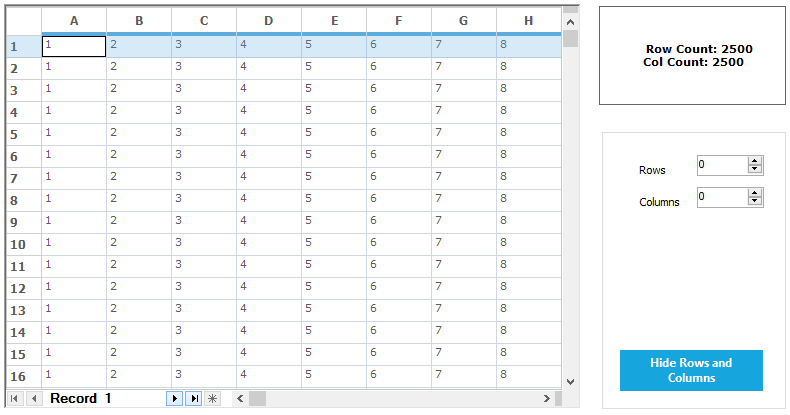 A B C D E F G H
1 1 2 3 4 5 6 7 8
2 1 2 3 4 5 6 7 8
3 1 2 3 4 5 6 7 8
4 1 2 3 4 5 6 7 8
5 1 2 3 4 5 6 7 8
6 1 2 3 4 5 6 7 8
7 1 2 3 4 5 6 7 8
8 1 2 3 4 5 6 7 8
9 1 2 3 4 5 6 7 8
10 1 2 3 4 5 6 7 8
11 1 2 3 4 5 6 7 8
12 1 2 3 4 5 6 7 8
13 1 2 3 4 5 6 7 8
14 1 2 3 4 5 6 7 8
15 1 2 3 4 5 6 7 8
16 1 2 3 4 5 6 7 8
Record 1
Row Count: 2500
Col Count: 2500
Rows 0
Columns 0
Hide Rows and
Columns